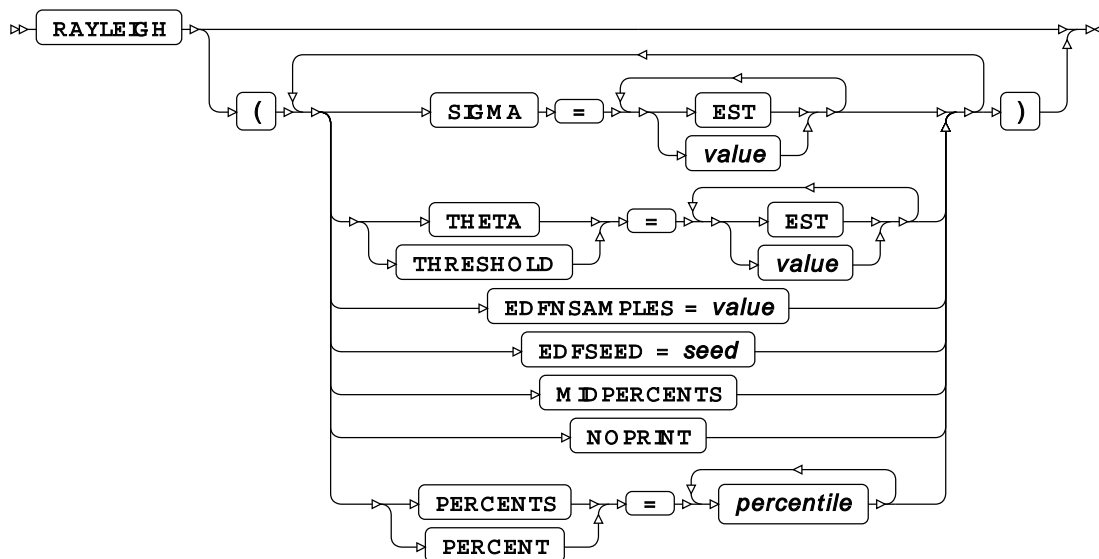 RAYLEIGH
(
SIGMA = EST )
value
THETA = EST
THRESHOLD value
EDFNSAMPLES = value
EDFSEED = seed
MIDPERCENTS
NOPRINT
PERCENTS = percentile
PERCENT